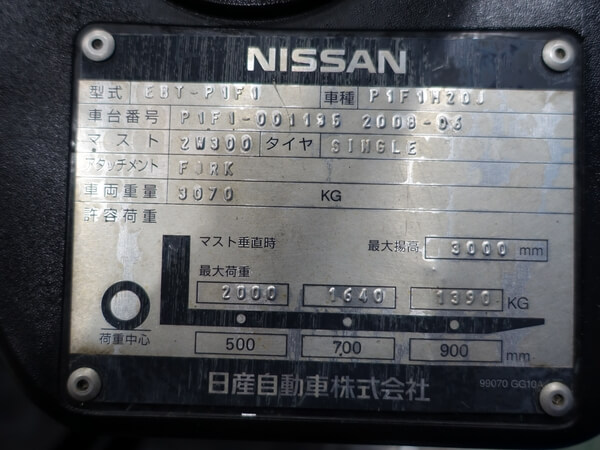 NISSAN
型式 EBT-P1F1 車種 P1F1H20J
車台番号 P1F1-001195 2008-06
マスト 2W300 タイヤ SINGLE
アタッチメント FORK
車両重量 3070 KG
許容荷重
マスト垂直時 最大揚高 3000 mm
最大荷重
2000 1640 1350 KG
荷重中心 500 700 900 mm
日産自動車株式会社 99070 GG10A